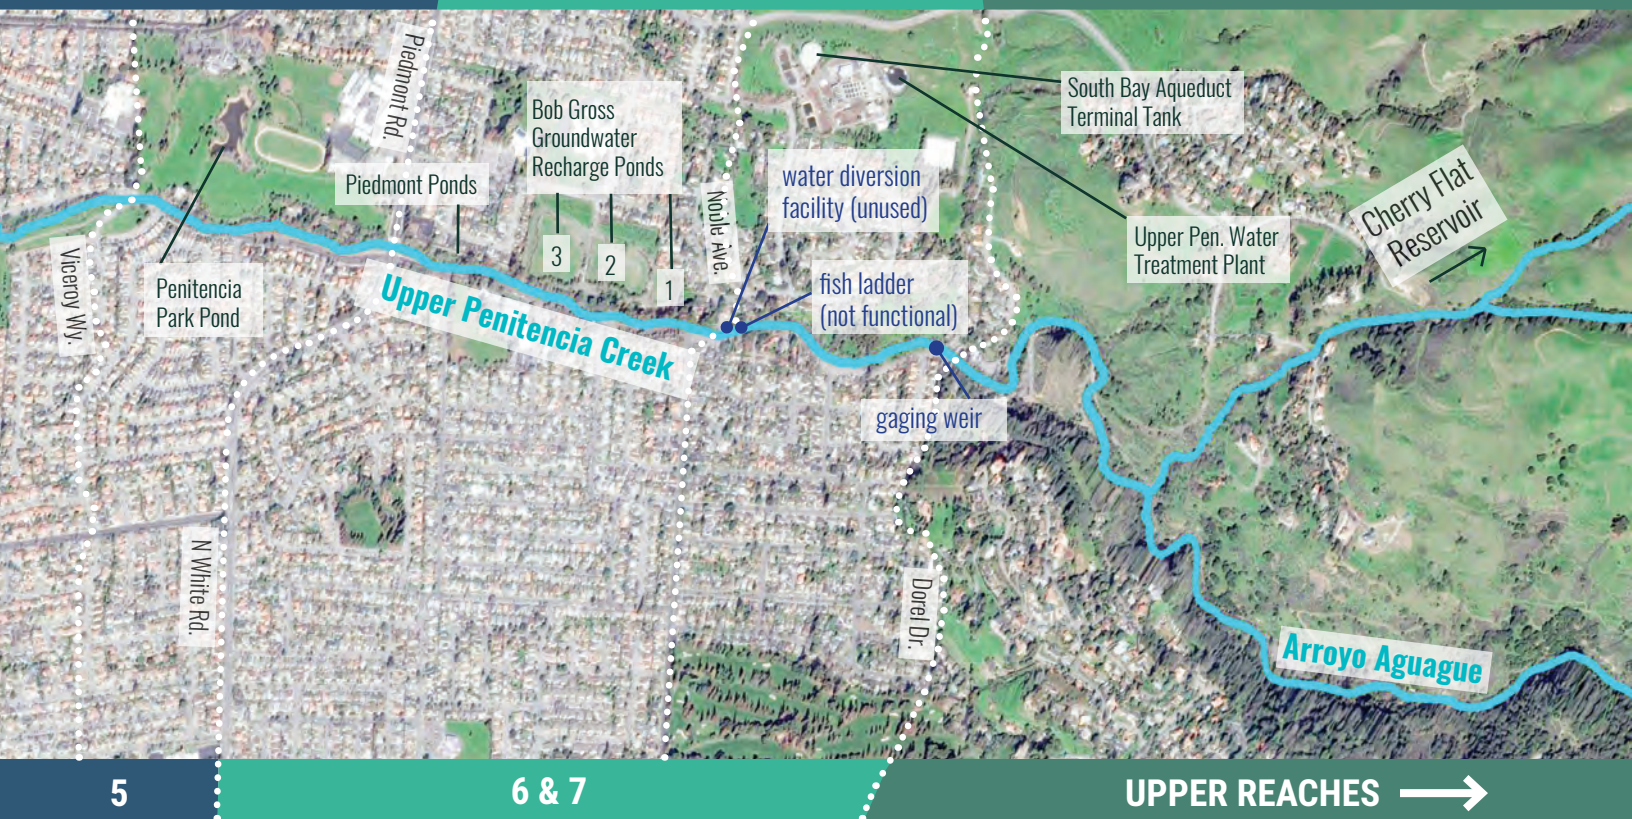 Piedmont Rd.
Bob Gross
Groundwater
Recharge Ponds
South Bay Aqueduct
Terminal Tank
Piedmont Ponds
water diversion
facility (unused)
Noble Ave.
Cherry Flat
Reservoir
Upper Pen. Water
Treatment Plant
3
2
1
Viceroy Wy.
Penitencia
Park Pond
Upper Penitencia Creek
fish ladder
(not functional)
gaging weir
N White Rd.
Dorel Dr.
Arroyo Aguague
5
6 & 7
UPPER REACHES